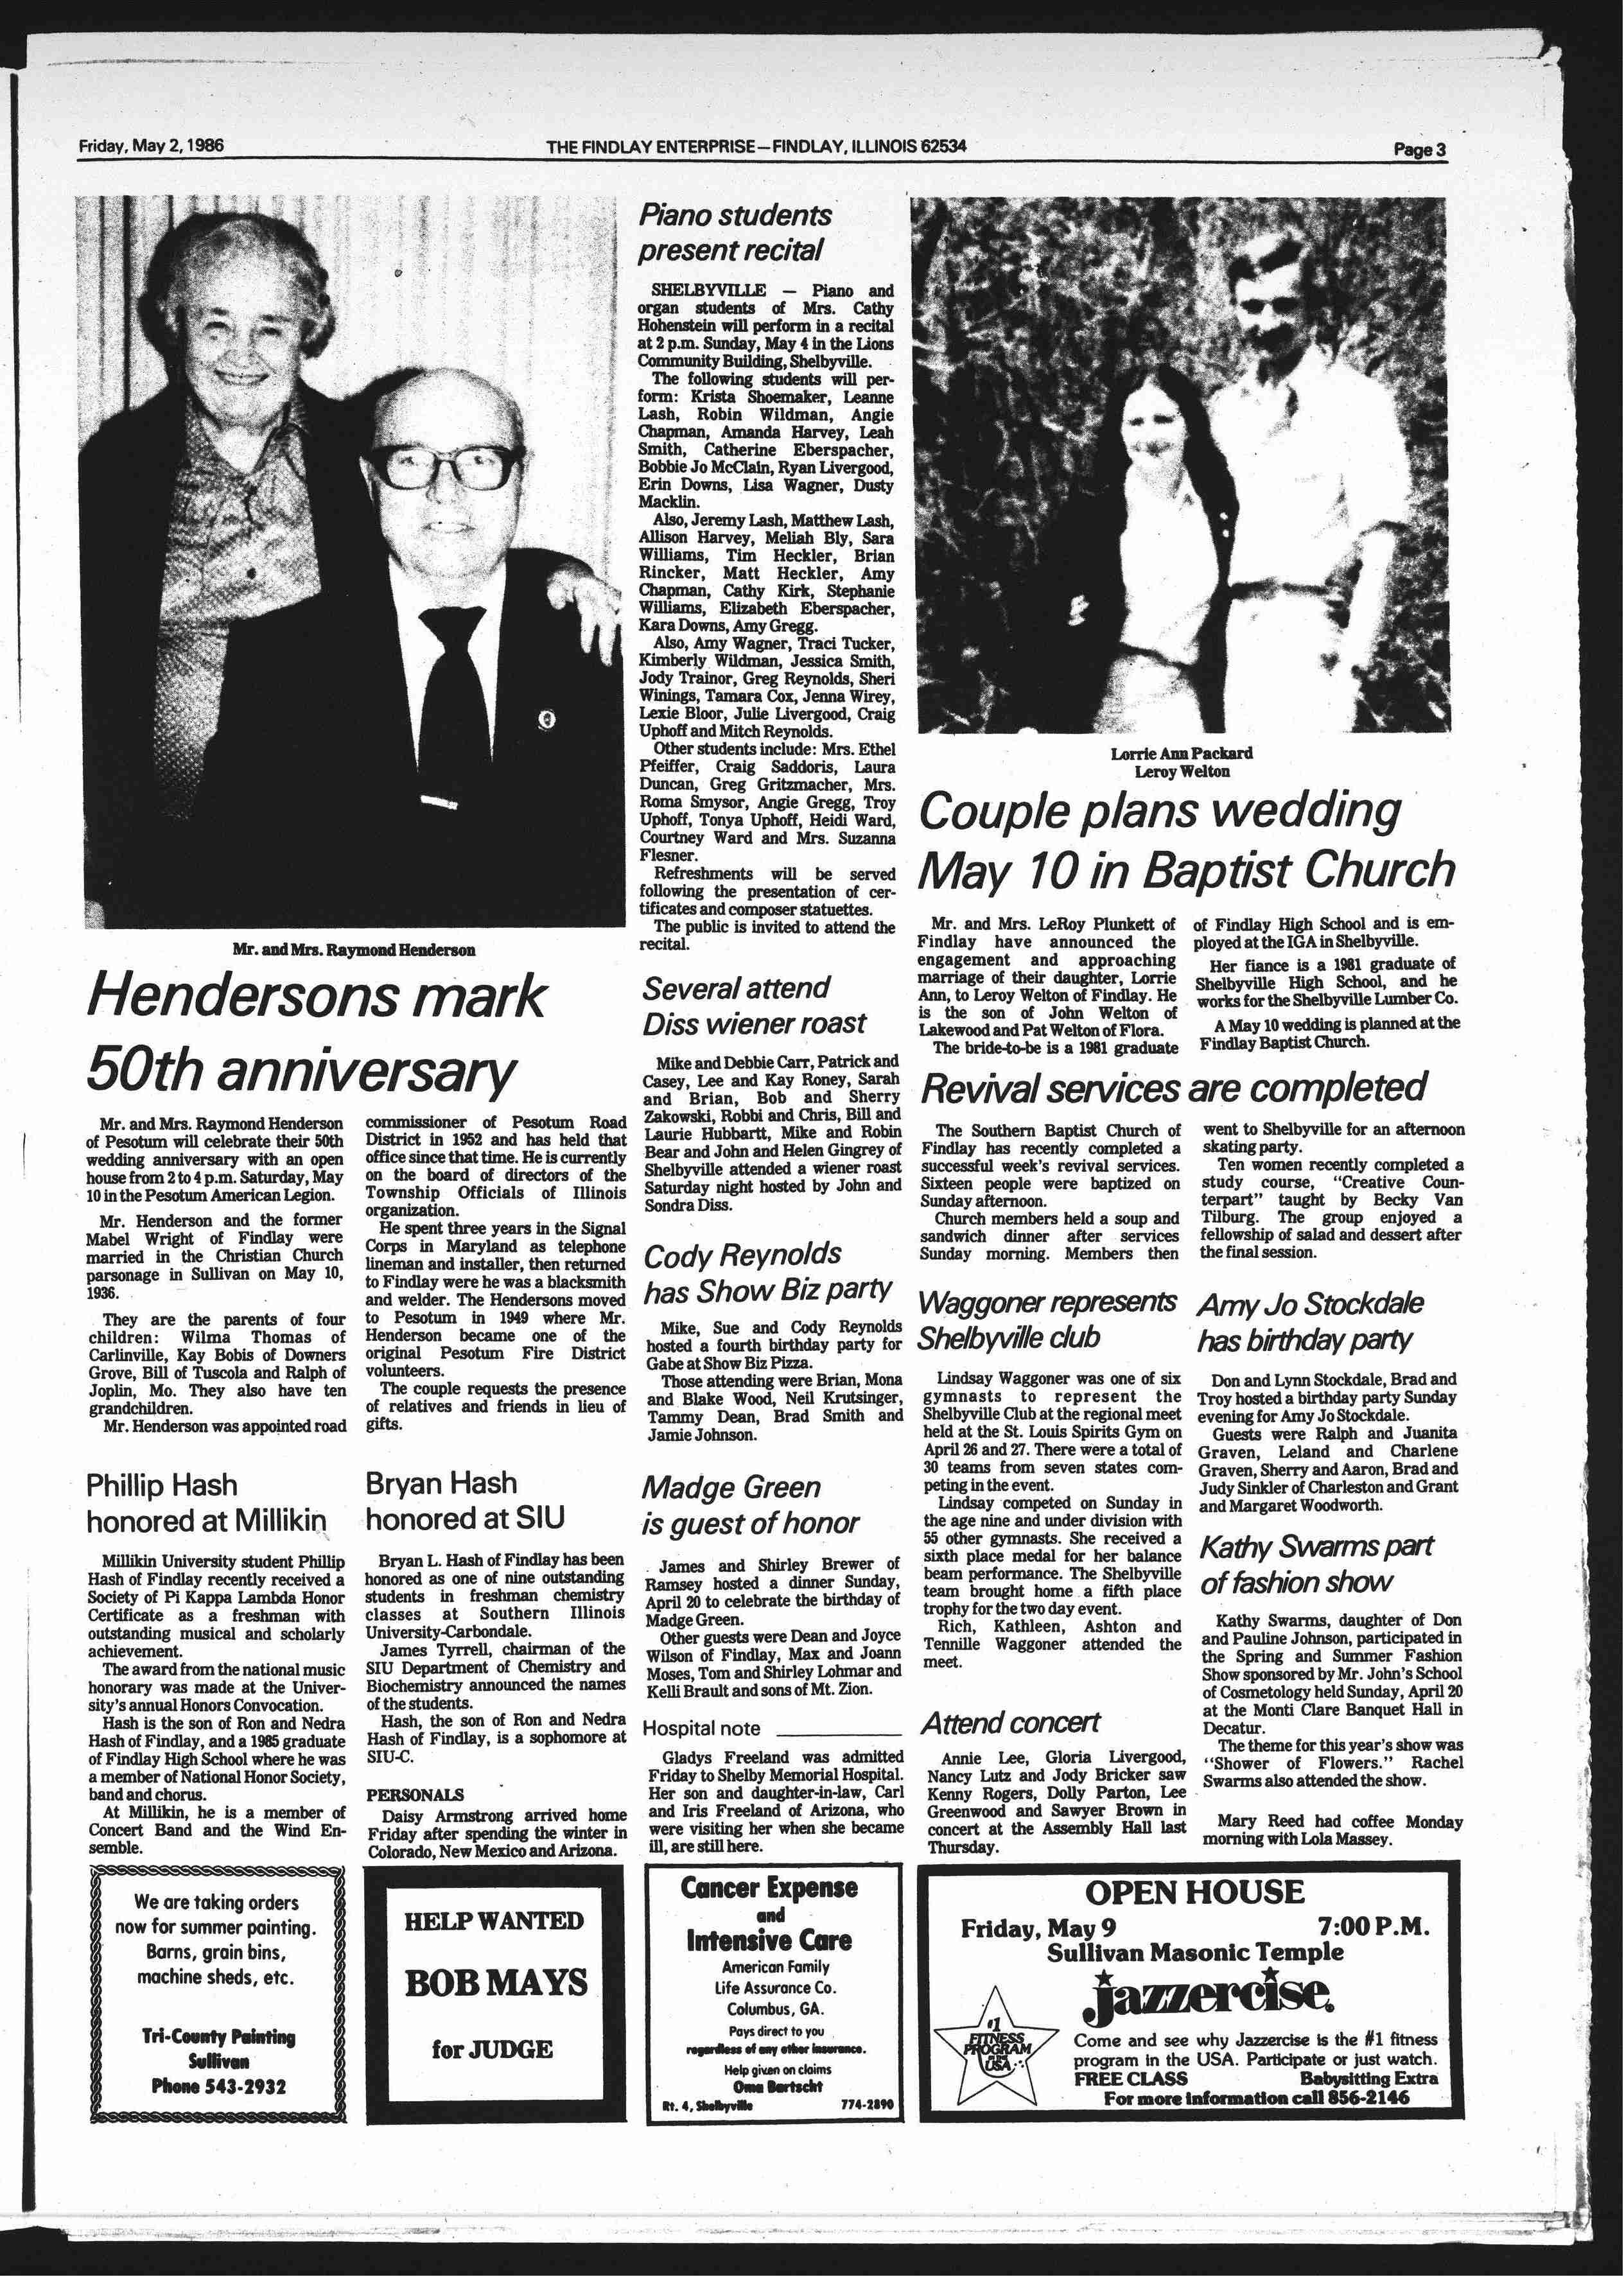 Friday, May 2, 1986
THE FINDLAY ENTERPRISE—FINDLAY, ILLINOIS 62534
Page 3
Mr. and Mrs. Raymond Henderson
Hendersons mark
50th anniversary
Mr. and Mrs. Raymond Henderson
of Pesotum will celebrate their 50th
wedding anniversary with an open
house from 2 to 4 p.m. Saturday, May
10 in the Pesotum American Legion.
Mr. Henderson and the former
Mabel Wright of Findlay were
married in the Christian Church
parsonage in Sullivan on May 10,
1936.
They are the parents of four
children: Wilma Thomas of
Carlinville, Kay Bobis of Downers
Grove, Bill of Tuscola and Ralph of
Joplin, Mo. They also have ten
grandchildren.
Mr. Henderson was appointed road
commissioner of Pesotum Road
District in 1952 and has held that
office since that time. He is currently
on the board of directors of the
Township Officials of Illinois
organization.
He spent three years in the Signal
Corps in Maryland as telephone
lineman and installer, then returned
to Findlay were he was a blacksmith
and welder. The Hendersons moved
to Pesotum in 1949 where Mr.
Henderson became one of the
original Pesotum Fire District
volunteers.
The couple requests the presence
of relatives and friends in lieu of
gifts.
Phillip Hash
honored at Millikin
Millikin University student Phillip
Hash of Findlay recently received a
Society of Pi Kappa Lambda Honor
Certificate as a freshman with
outstanding musical and scholarly
achievement.
The award from the national music
honorary was made at the Univer-
sity's annual Honors Convocation.
Hash is the son of Ron and Nedra
Hash of Findlay, and a 1985 graduate
of Findlay High School where he was
a member of National Honor Society,
band and chorus.
At Millikin, he is a member of
Concert Band and the Wind En-
semble.
Bryan Hash
honored at SIU
Bryan L. Hash of Findlay has been
honored as one of nine outstanding
students in freshman chemistry
classes at Southern Illinois
University-Carbondale.
James Tyrrell, chairman of the
SIU Department of Chemistry and
Biochemistry announced the names
of the students.
Hash, the son of Ron and Nedra
Hash of Findlay, is a sophomore at
SIU-C.
PERSONALS
Daisy Armstrong arrived home
Friday after spending the winter in
Colorado, New Mexico and Arizona.
Piano students
present recital
SHELBYVILLE — Piano and
organ students of Mrs. Cathy
Hohenstein will perform in a recital
at 2 p.m. Sunday, May 4 in the Lions
Community Building, Shelbyville.
The following students will per-
form: Krista Shoemaker, Leanne
Lash, Robin Wildman, Angie
Chapman, Amanda Harvey, Leah
Smith, Catherine Eberspacher,
Bobbie Jo McClain, Ryan Livergood,
Erin Downs, Lisa Wagner, Dusty
Macklin.
Also, Jeremy Lash, Matthew Lash,
Allison Harvey, Meliah Bly, Sara
Williams, Tim Heckler, Brian
Rincker, Matt Heckler, Amy
Chapman, Cathy Kirk, Stephanie
Williams, Elizabeth Eberspacher,
Kara Downs, Amy Gregg.
Also, Amy Wagner, Traci Tucker,
Kimberly Wildman, Jessica Smith,
Jody Trainor, Greg Reynolds, Sheri
Winings, Tamara Cox, Jenna Wirey,
Lexie Bloor, Julie Livergood, Craig
Uphoff and Mitch Reynolds.
Other students include: Mrs. Ethel
Pfeiffer, Craig Saddoris, Laura
Duncan, Greg Gritzmacher, Mrs.
Roma Smysor, Angie Gregg, Troy
Uphoff, Tonya Uphoff, Heidi Ward,
Courtney Ward and Mrs. Suzanna
Flesner.
Refreshments will be served
following the presentation of cer-
tificates and composer statuettes.
The public is invited to attend the
recital.
Several attend
Diss wiener roast
Mike and Debbie Carr, Patrick and
Casey, Lee and Kay Roney, Sarah
and Brian, Bob and Sherry
Zakowski, Robbi and Chris, Bill and
Laurie Hubbartt, Mike and Robin
Bear and John and Helen Gingrey of
Shelbyville attended a wiener roast
Saturday night hosted by John and
Sondra Diss.
Cody Reynolds
has Show Biz party
Mike, Sue and Cody Reynolds
hosted a fourth birthday party for
Gabe at Show Biz Pizza.
Those attending were Brian, Mona
and Blake Wood, Neil Krutsinger,
Tammy Dean, Brad Smith and
Jamie Johnson.
Madge Green
is guest of honor
James and Shirley Brewer of
Ramsey hosted a dinner Sunday,
April 20 to celebrate the birthday of
Madge Green.
Other guests were Dean and Joyce
Wilson of Findlay, Max and Joann
Moses, Tom and Shirley Lohmar and
Kelli Brault and sons of Mt. Zion.
Hospital note
Gladys Freeland was admitted
Friday to Shelby Memorial Hospital.
Her son and daughter-in-law, Carl
and Iris Freeland of Arizona, who
were visiting her when she became
ill, are still here.
Lorrie Ann Packard
Leroy Welton
Couple plans wedding
May 10 in Baptist Church
Mr. and Mrs. LeRoy Plunkett of
Findlay have announced the
engagement and approaching
marriage of their daughter, Lorrie
Ann, to Leroy Welton of Findlay. He
is the son of John Welton of
Lakewood and Pat Welton of Flora.
The bride-to-be is a 1981 graduate
of Findlay High School and is em-
ployed at the IGA in Shelbyville.
Her fiance is a 1981 graduate of
Shelbyville High School, and he
works for the Shelbyville Lumber Co.
A May 10 wedding is planned at the
Findlay Baptist Church.
Revival services are completed
The Southern Baptist Church of
Findlay has recently completed a
successful week's revival services.
Sixteen people were baptized on
Sunday afternoon.
Church members held a soup and
sandwich dinner after services
Sunday morning. Members then
went to Shelbyville for an afternoon
skating party.
Ten women recently completed a
study course, "Creative Coun-
terpart" taught by Becky Van
Tilburg. The group enjoyed a
fellowship of salad and dessert after
the final session.
Waggoner represents
Shelbyville club
Lindsay Waggoner was one of six
gymnasts to represent the
Shelbyville Club at the regional meet
held at the St. Louis Spirits Gym on
April 26 and 27. There were a total of
30 teams from seven states com-
peting in the event.
Lindsay competed on Sunday in
the age nine and under division with
55 other gymnasts. She received a
sixth place medal for her balance
beam performance. The Shelbyville
team brought home a fifth place
trophy for the two day event.
Rich, Kathleen, Ashton and
Tennille Waggoner attended the
meet.
Attend concert
Annie Lee, Gloria Livergood,
Nancy Lutz and Jody Bricker saw
Kenny Rogers, Dolly Parton, Lee
Greenwood and Sawyer Brown in
concert at the Assembly Hall last
Thursday.
Amy Jo Stockdale
has birthday party
Don and Lynn Stockdale, Brad and
Troy hosted a birthday party Sunday
evening for Amy Jo Stockdale.
Guests were Ralph and Juanita
Graven, Leland and Charlene
Graven, Sherry and Aaron, Brad and
Judy Sinkler of Charleston and Grant
and Margaret Woodworth.
Kathy Swarms part
of fashion show
Kathy Swarms, daughter of Don
and Pauline Johnson, participated in
the Spring and Summer Fashion
Show sponsored by Mr. John's School
of Cosmetology held Sunday, April 20
at the Monti Clare Banquet Hall in
Decatur.
The theme for this year's show was
"Shower of Flowers." Rachel
Swarms also attended the show.
Mary Reed had coffee Monday
morning with Lola Massey.
We are taking orders
now for summer painting.
Barns, grain bins,
machine sheds, etc.
Tri-County Painting
Sullivan
Phone 543-2932
HELP WANTED
BOB MAYS
for JUDGE
Cancer Expense
and
Intensive Care
American Family
Life Assurance Co.
Columbus, GA.
Pays direct to you
regardless of any other insurance.
Help given on claims
Oma Bartscht
Rt. 4, Shelbyville 774-2890
OPEN HOUSE
Friday, May 9 7:00 P.M.
Sullivan Masonic Temple
jazzercise
#1
FITNESS
PROGRAM
USA
Come and see why Jazzercise is the #1 fitness
program in the USA. Participate or just watch.
FREE CLASS Babysitting Extra
For more information call 856-2146